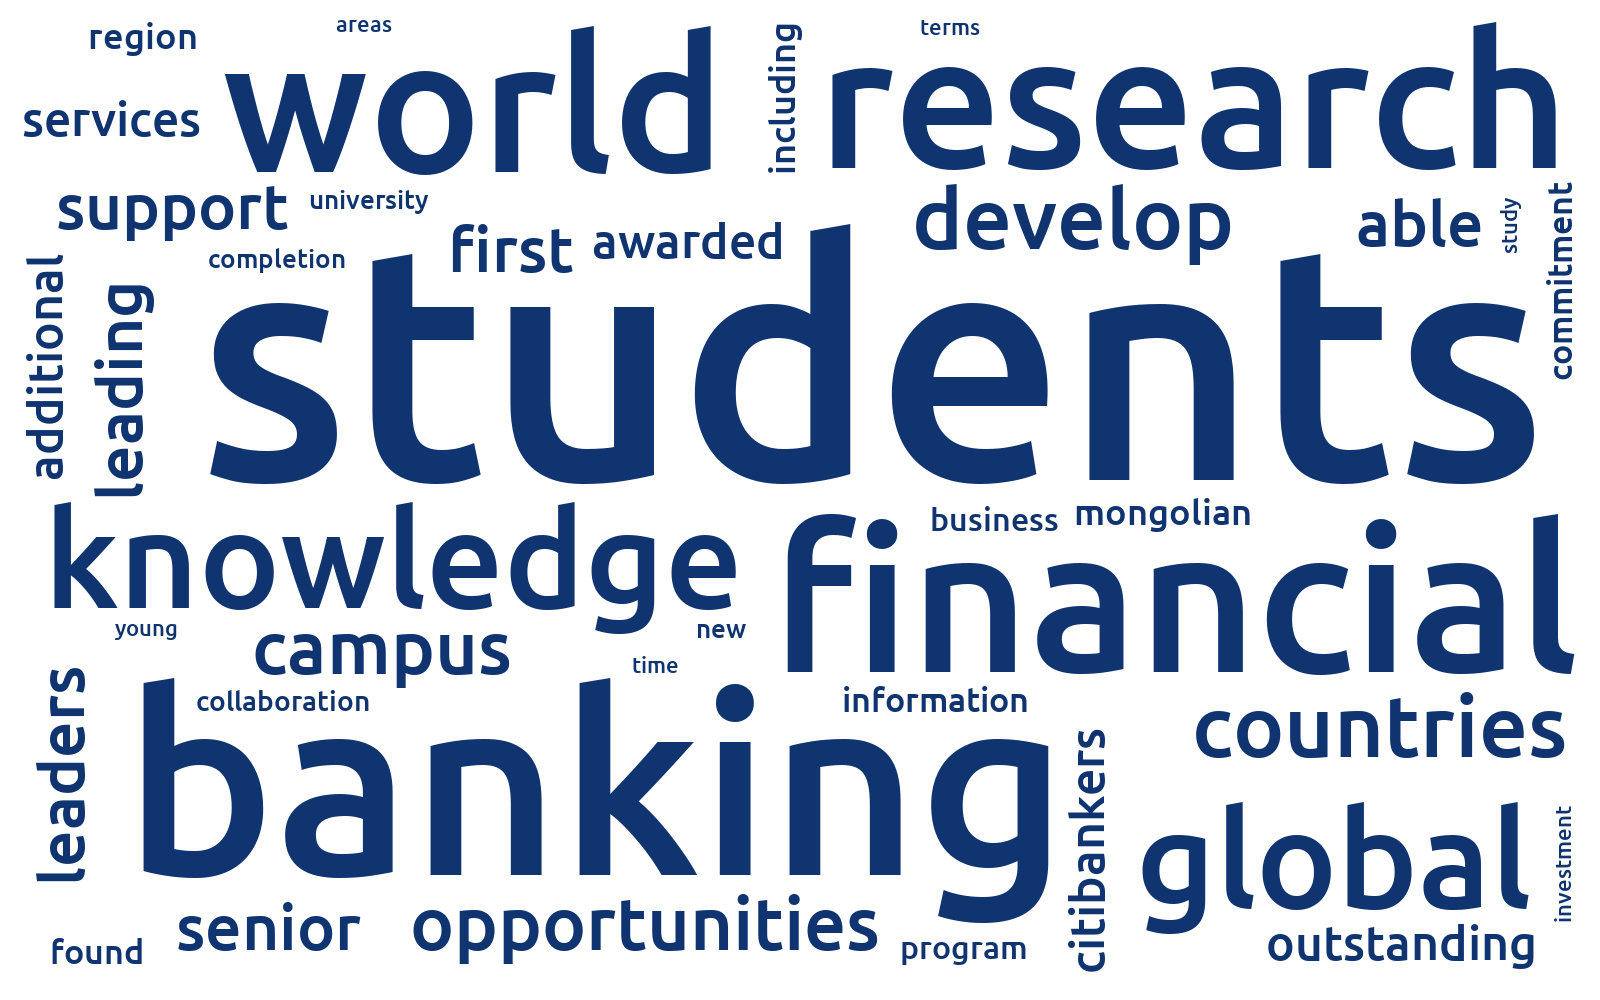 region
areas
world
including
terms
research
services
support
university
first
awarded
develop
able
study
commitment
completion
additional
leading
students
knowledge
business
mongolian
financial
young
campus
new
time
leaders
collaboration
banking
information
citibankers
countries
global
investment
found
senior
opportunities
program
outstanding